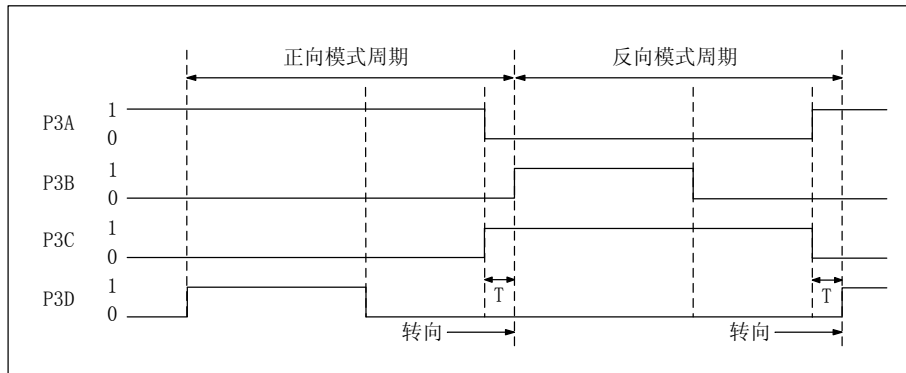 正向模式周期 反向模式周期
P3A 1
0
P3B 1
0
P3C 1
0
P3D 1
0
T T
转向 转向